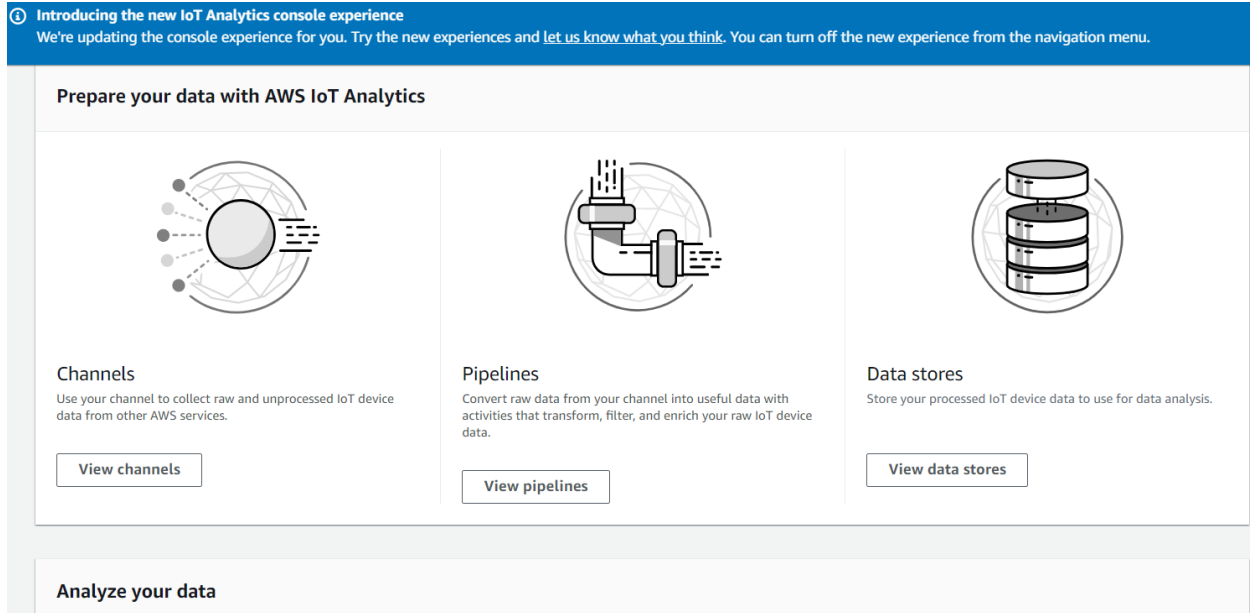 Introducing the new IoT Analytics console experience
We're updating the console experience for you. Try the new experiences and let us know what you think. You can turn off the new experience from the navigation menu.
Prepare your data with AWS IoT Analytics
Channels
Use your channel to collect raw and unprocessed IoT device
data from other AWS services.
View channels
Pipelines
Convert raw data from your channel into useful data with
activities that transform, filter, and enrich your raw IoT device
data.
View pipelines
Data stores
Store your processed IoT device data to use for data analysis.
View data stores
Analyze your data